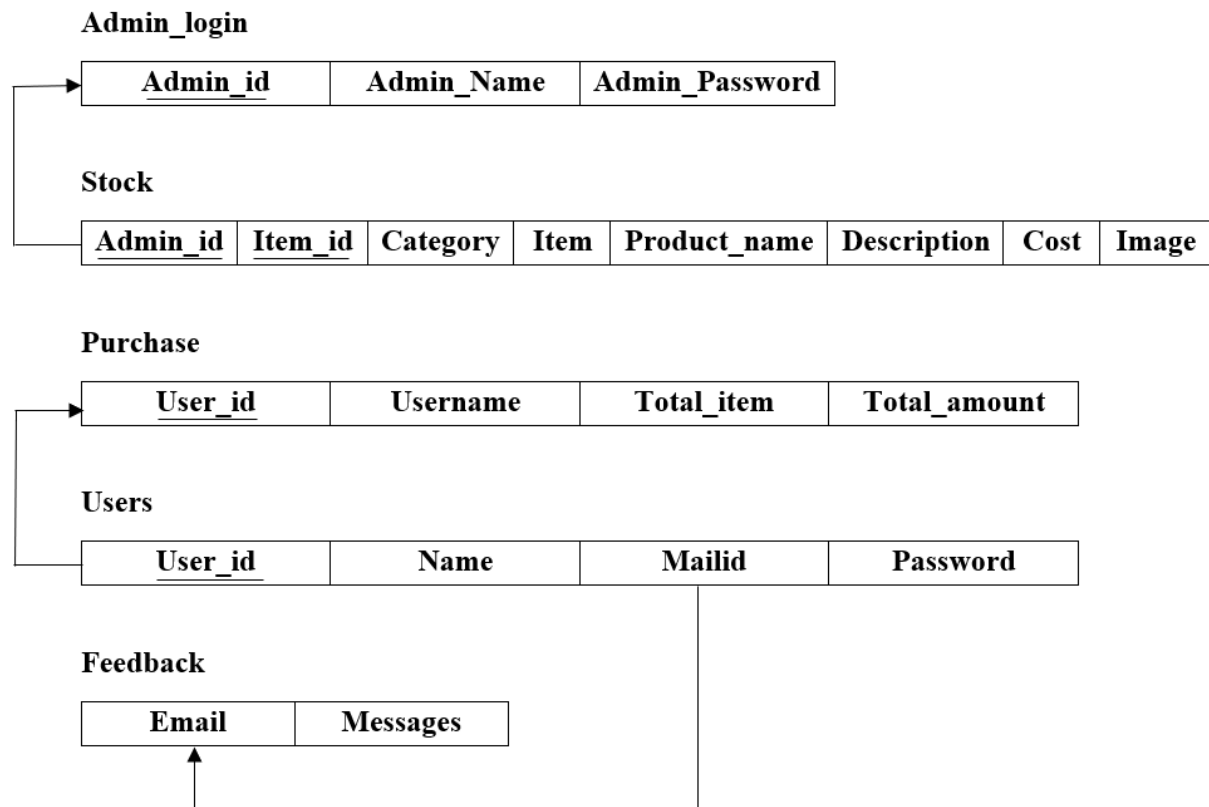 Admin_login
Admin_id Admin_Name Admin_Password
Stock
Admin_id Item_id Category Item Product_name Description Cost Image
Purchase
User_id Username Total_item Total_amount
Users
User_id Name Mailid Password
Feedback
Email Messages